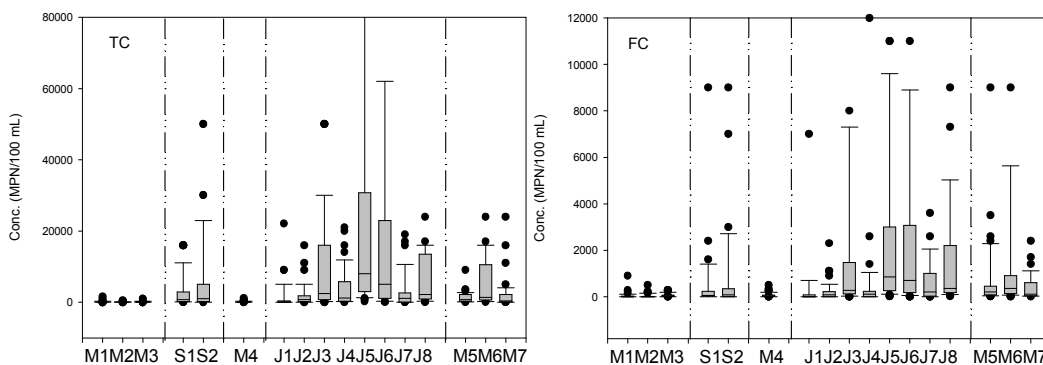 TC
Conc. (MPN/100 mL)
80000
60000
40000
20000
0
M1M2M3 S1S2 M4 J1J2J3 J4J5J6J7J8 M5M6M7
FC
Conc. (MPN/100 mL)
12000
10000
8000
6000
4000
2000
0
M1M2M3 S1S2 M4 J1J2J3J4J5J6J7J8 M5M6M7